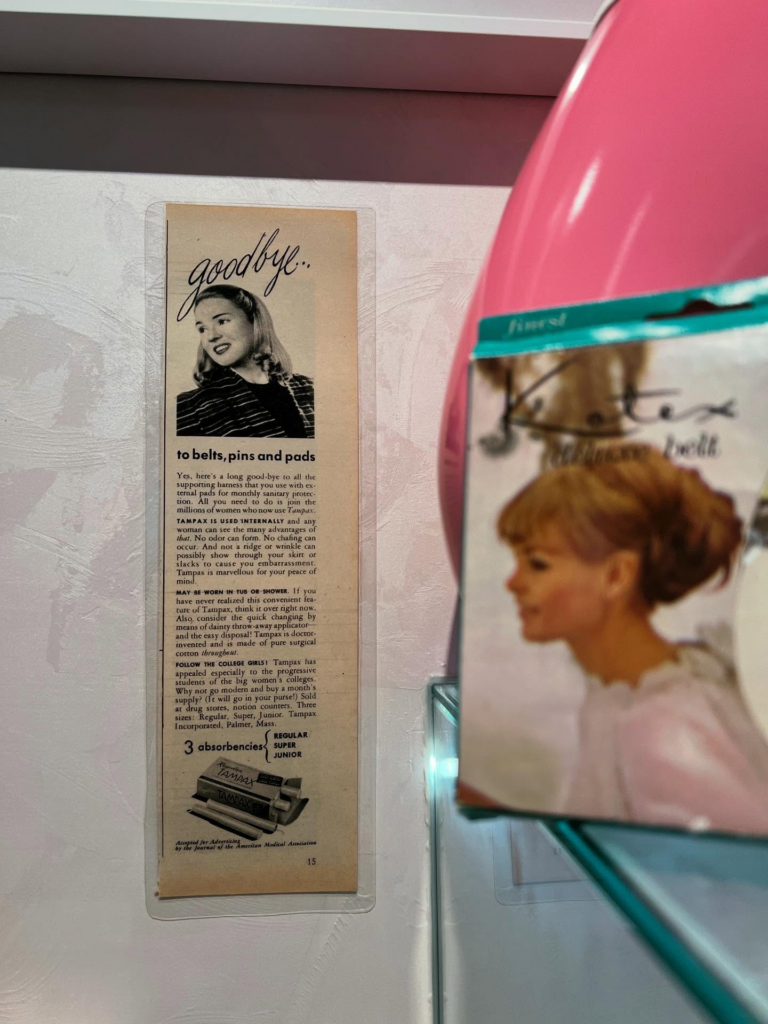 goodbye...
to belts, pins and pads
Yes, here's a long good-bye to all the
supporting harness that you use with ex-
ternal pads for monthly sanitary protec-
tion. All you need to do is join the
millions of women who now use Tampax.
TAMPAX IS USED INTERNALLY and any
woman can see the many advantages of
that. No odor can form. No chafing can
occur. And not a ridge or wrinkle can
possibly show through your skirt or
slacks to cause you embarrassment.
Tampax is marvellous for your peace of
mind.
MAY BE WORN IN TUB OR SHOWER. If you
have never realized this convenient fea-
ture of Tampax, think it over right now.
Also, consider the quick changing by
means of dainty throw-away applicator—
and the easy disposal! Tampax is doctor-
invented and is made of pure surgical
cotton throughout.
FOLLOW THE COLLEGE GIRLS! Tampax has
appealed especially to the progressive
students of the big women's colleges.
Why not go modern and buy a month's
supply? (It will go in your purse!) Sold
at drug stores, notion counters. Three
sizes: Regular, Super, Junior. Tampax
Incorporated, Palmer, Mass.
3 absorbencies { REGULAR
SUPER
JUNIOR
Regular
TAMPAX
TAMPAX
Accepted for Advertising
by the Journal of the American Medical Association
15
finest
Kotex
belt